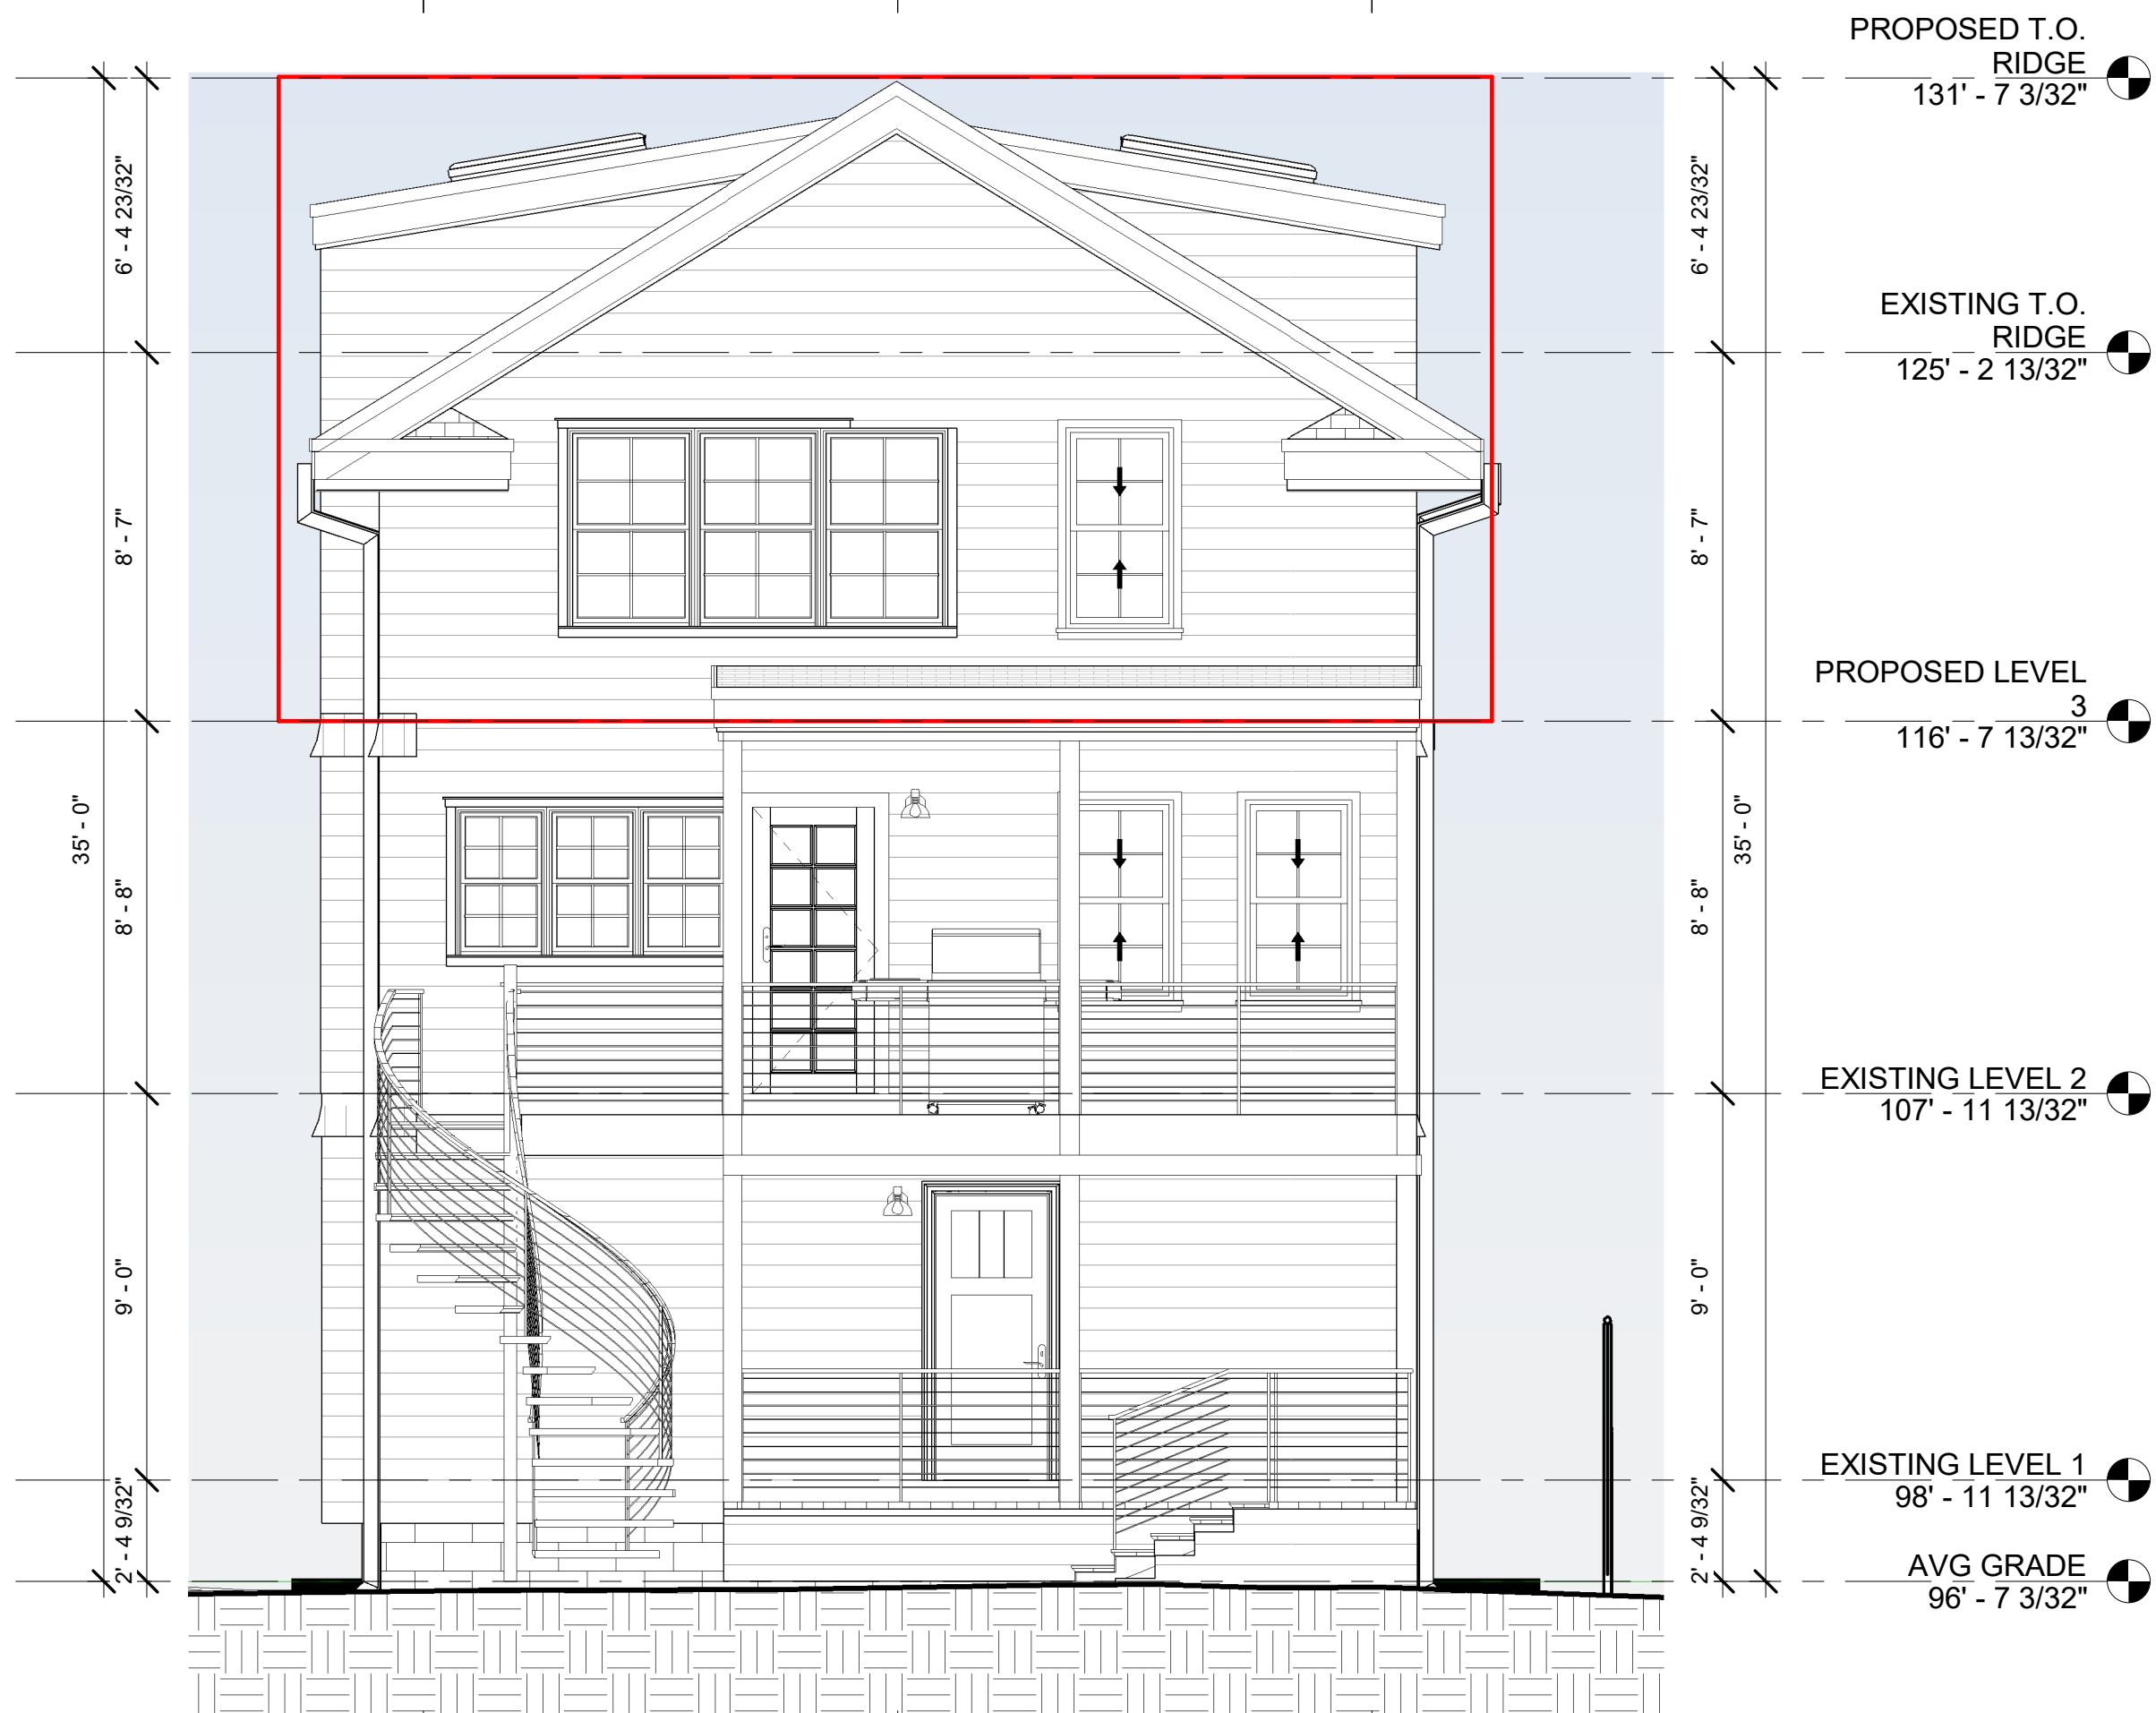 PROPOSED T.O.
RIDGE
131' - 7 3/32"
6' - 4 23/32"
6' - 4 23/32"
EXISTING T.O.
RIDGE
125' - 2 13/32"
8' - 7"
8' - 7"
PROPOSED LEVEL
3
116' - 7 13/32"
35' - 0"
35' - 0"
8' - 8"
8' - 8"
EXISTING LEVEL 2
107' - 11 13/32"
9' - 0"
9' - 0"
EXISTING LEVEL 1
98' - 11 13/32"
2' - 4 9/32"
2' - 4 9/32"
AVG GRADE
96' - 7 3/32"